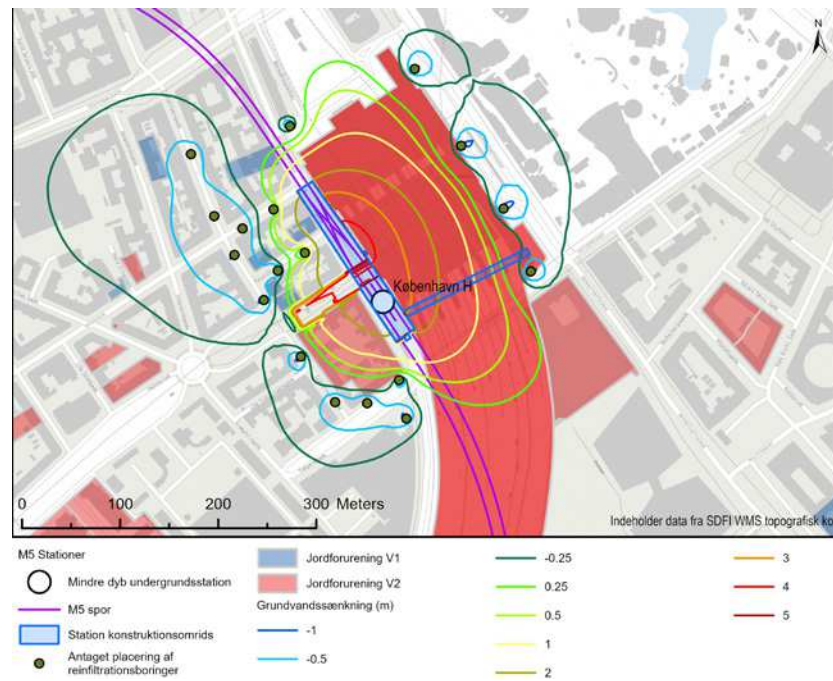 N
København H
0 100 200 300 Meters
Indeholder data fra SDFI WMS topografisk ko
M5 Stationer
Mindre dyb undergrundsstation
M5 spor
Station konstruktionsomrids
Antaget placering af
reinfiltrationsboringer
Jordforurening V1
Jordforurening V2
Grundvandssænkning (m)
-1
-0.5
-0.25
0.25
0.5
1
2
3
4
5